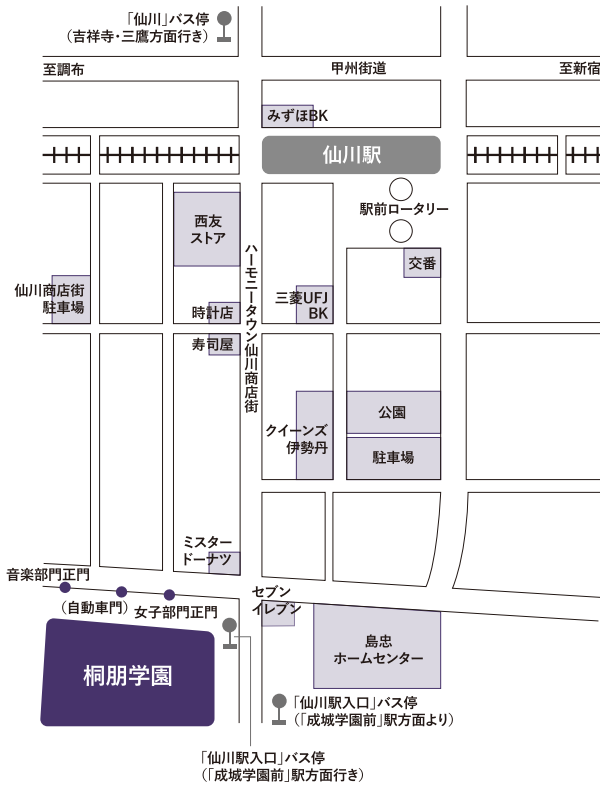 「仙川」バス停
（吉祥寺・三鷹方面行き）
至調布
甲州街道
至新宿
みずほBK
仙川駅
駅前ロータリー
西友
ストア
交番
ハーモニータウン仙川商店街
仙川商店街
駐車場
時計店
三菱UFJ
BK
寿司屋
公園
クイーンズ
伊勢丹
駐車場
ミスター
ドーナツ
音楽部門正門
（自動車門）
女子部門正門
セブン
イレブン
島忠
ホームセンター
桐朋学園
「仙川駅入口」バス停
（「成城学園前」駅方面より）
「仙川駅入口」バス停
（「成城学園前」駅方面行き）